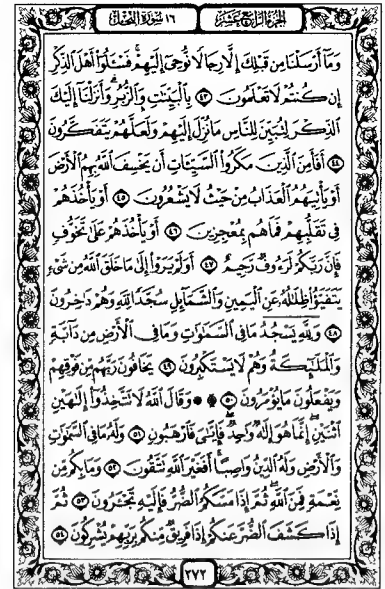 الجزء الرابع عشر ١٦ سورة النحل
وَمَآ أَرْسَلْنَا مِن قَبْلِكَ إِلَّا رِجَالًا نُّوحِىٓ إِلَيْهِمْ ۚ فَسْـَٔلُوٓا۟ أَهْلَ ٱلذِّكْرِ
إِن كُنتُمْ لَا تَعْلَمُونَ ٤٣ بِٱلْبَيِّنَٰتِ وَٱلزُّبُرِ ۗ وَأَنزَلْنَآ إِلَيْكَ
ٱلذِّكْرَ لِتُبَيِّنَ لِلنَّاسِ مَا نُزِّلَ إِلَيْهِمْ وَلَعَلَّهُمْ يَتَفَكَّرُونَ
٤٤ أَفَأَمِنَ ٱلَّذِينَ مَكَرُوا۟ ٱلسَّيِّـَٔاتِ أَن يَخْسِفَ ٱللَّهُ بِهِمُ ٱلْأَرْضَ
أَوْ يَأْتِيَهُمُ ٱلْعَذَابُ مِنْ حَيْثُ لَا يَشْعُرُونَ ٤٥ أَوْ يَأْخُذَهُمْ
فِى تَقَلُّبِهِمْ فَمَا هُم بِمُعْجِزِينَ ٤٦ أَوْ يَأْخُذَهُمْ عَلَىٰ تَخَوُّفٍ
فَإِنَّ رَبَّكُمْ لَرَءُوفٌ رَّحِيمٌ ٤٧ أَوَلَمْ يَرَوْا۟ إِلَىٰ مَا خَلَقَ ٱللَّهُ مِن شَىْءٍ
يَتَفَيَّؤُا۟ ظِلَٰلُهُۥ عَنِ ٱلْيَمِينِ وَٱلشَّمَآئِلِ سُجَّدًا لِّلَّهِ وَهُمْ دَٰخِرُونَ
٤٨ وَلِلَّهِ يَسْجُدُ مَا فِى ٱلسَّمَٰوَٰتِ وَمَا فِى ٱلْأَرْضِ مِن دَآبَّةٍ
وَٱلْمَلَٰٓئِكَةُ وَهُمْ لَا يَسْتَكْبِرُونَ ٤٩ يَخَافُونَ رَبَّهُم مِّن فَوْقِهِمْ
وَيَفْعَلُونَ مَا يُؤْمَرُونَ ۩ ٥٠ ۞ وَقَالَ ٱللَّهُ لَا تَتَّخِذُوٓا۟ إِلَٰهَيْنِ
ٱثْنَيْنِ ۖ إِنَّمَا هُوَ إِلَٰهٌ وَٰحِدٌ ۖ فَإِيَّٰىَ فَٱرْهَبُونِ ٥١ وَلَهُۥ مَا فِى ٱلسَّمَٰوَٰتِ
وَٱلْأَرْضِ وَلَهُ ٱلدِّينُ وَاصِبًا ۚ أَفَغَيْرَ ٱللَّهِ تَتَّقُونَ ٥٢ وَمَا بِكُم مِّن
نِّعْمَةٍ فَمِنَ ٱللَّهِ ۖ ثُمَّ إِذَا مَسَّكُمُ ٱلضُّرُّ فَإِلَيْهِ تَجْـَٔرُونَ ٥٣ ثُمَّ
إِذَا كَشَفَ ٱلضُّرَّ عَنكُمْ إِذَا فَرِيقٌ مِّنكُم بِرَبِّهِمْ يُشْرِكُونَ ٥٤
٢٧٢